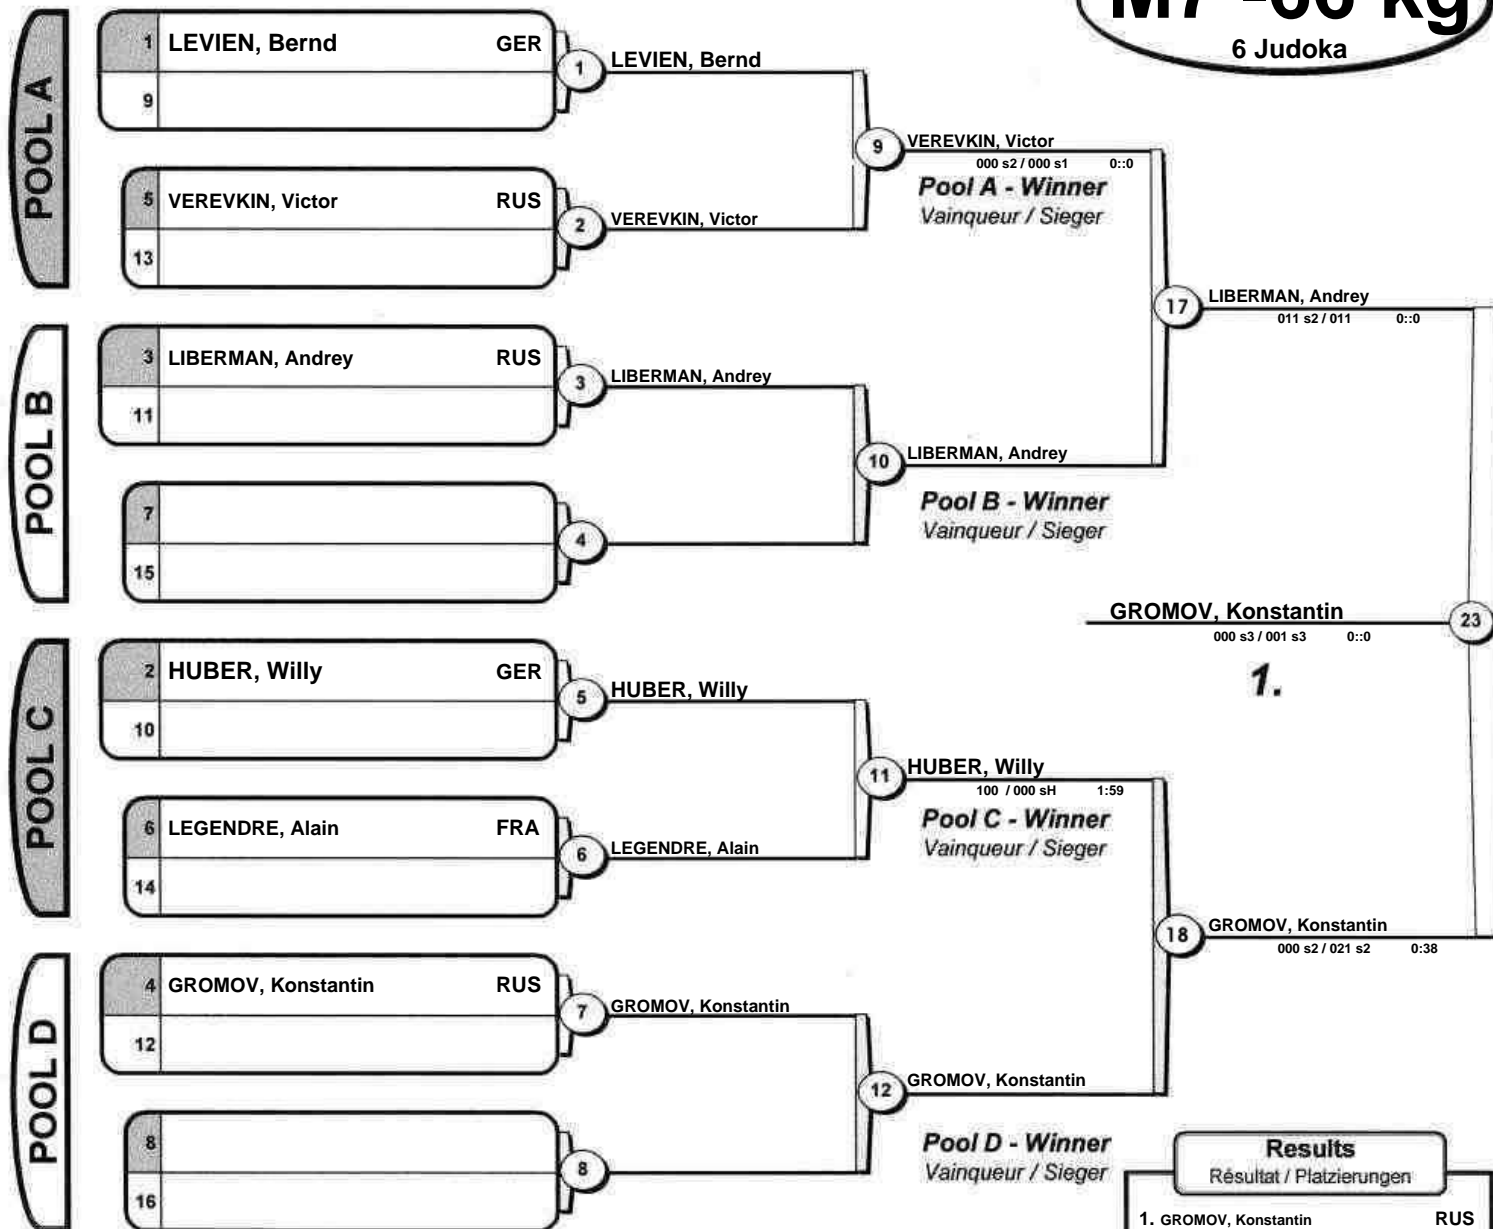 M7 -66 kg
6 Judoka
POOL A
1 LEVIEN, Bernd GER
9
5 VEREVKIN, Victor RUS
13
1 LEVIEN, Bernd
2 VEREVKIN, Victor
9 VEREVKIN, Victor
000 s2 / 000 s1 0::0
Pool A - Winner
Vainqueur / Sieger
POOL B
3 LIBERMAN, Andrey RUS
11
7
15
3 LIBERMAN, Andrey
4
10 LIBERMAN, Andrey
Pool B - Winner
Vainqueur / Sieger
17 LIBERMAN, Andrey
011 s2 / 011 0::0
GROMOV, Konstantin 23
000 s3 / 001 s3 0::0
1.
POOL C
2 HUBER, Willy GER
10
6 LEGENDRE, Alain FRA
14
5 HUBER, Willy
6 LEGENDRE, Alain
11 HUBER, Willy
100 / 000 sH 1:59
Pool C - Winner
Vainqueur / Sieger
18 GROMOV, Konstantin
000 s2 / 021 s2 0:38
POOL D
4 GROMOV, Konstantin RUS
12
8
16
7 GROMOV, Konstantin
8
12 GROMOV, Konstantin
Pool D - Winner
Vainqueur / Sieger
Results
Résultat / Platzierungen
1. GROMOV, Konstantin RUS